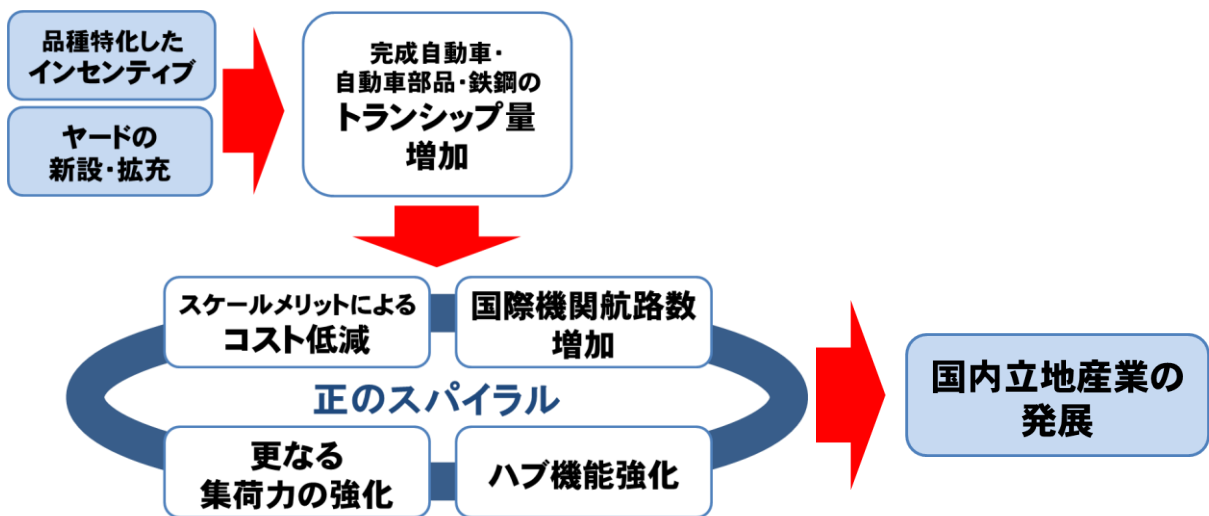 品種特化した
インセンティブ
ヤードの
新設・拡充
完成自動車・
自動車部品・鉄鋼の
トランシップ量
増加
スケールメリットによる
コスト低減
国際機関航路数
増加
正のスパイラル
更なる
集荷力の強化
ハブ機能強化
国内立地産業の
発展